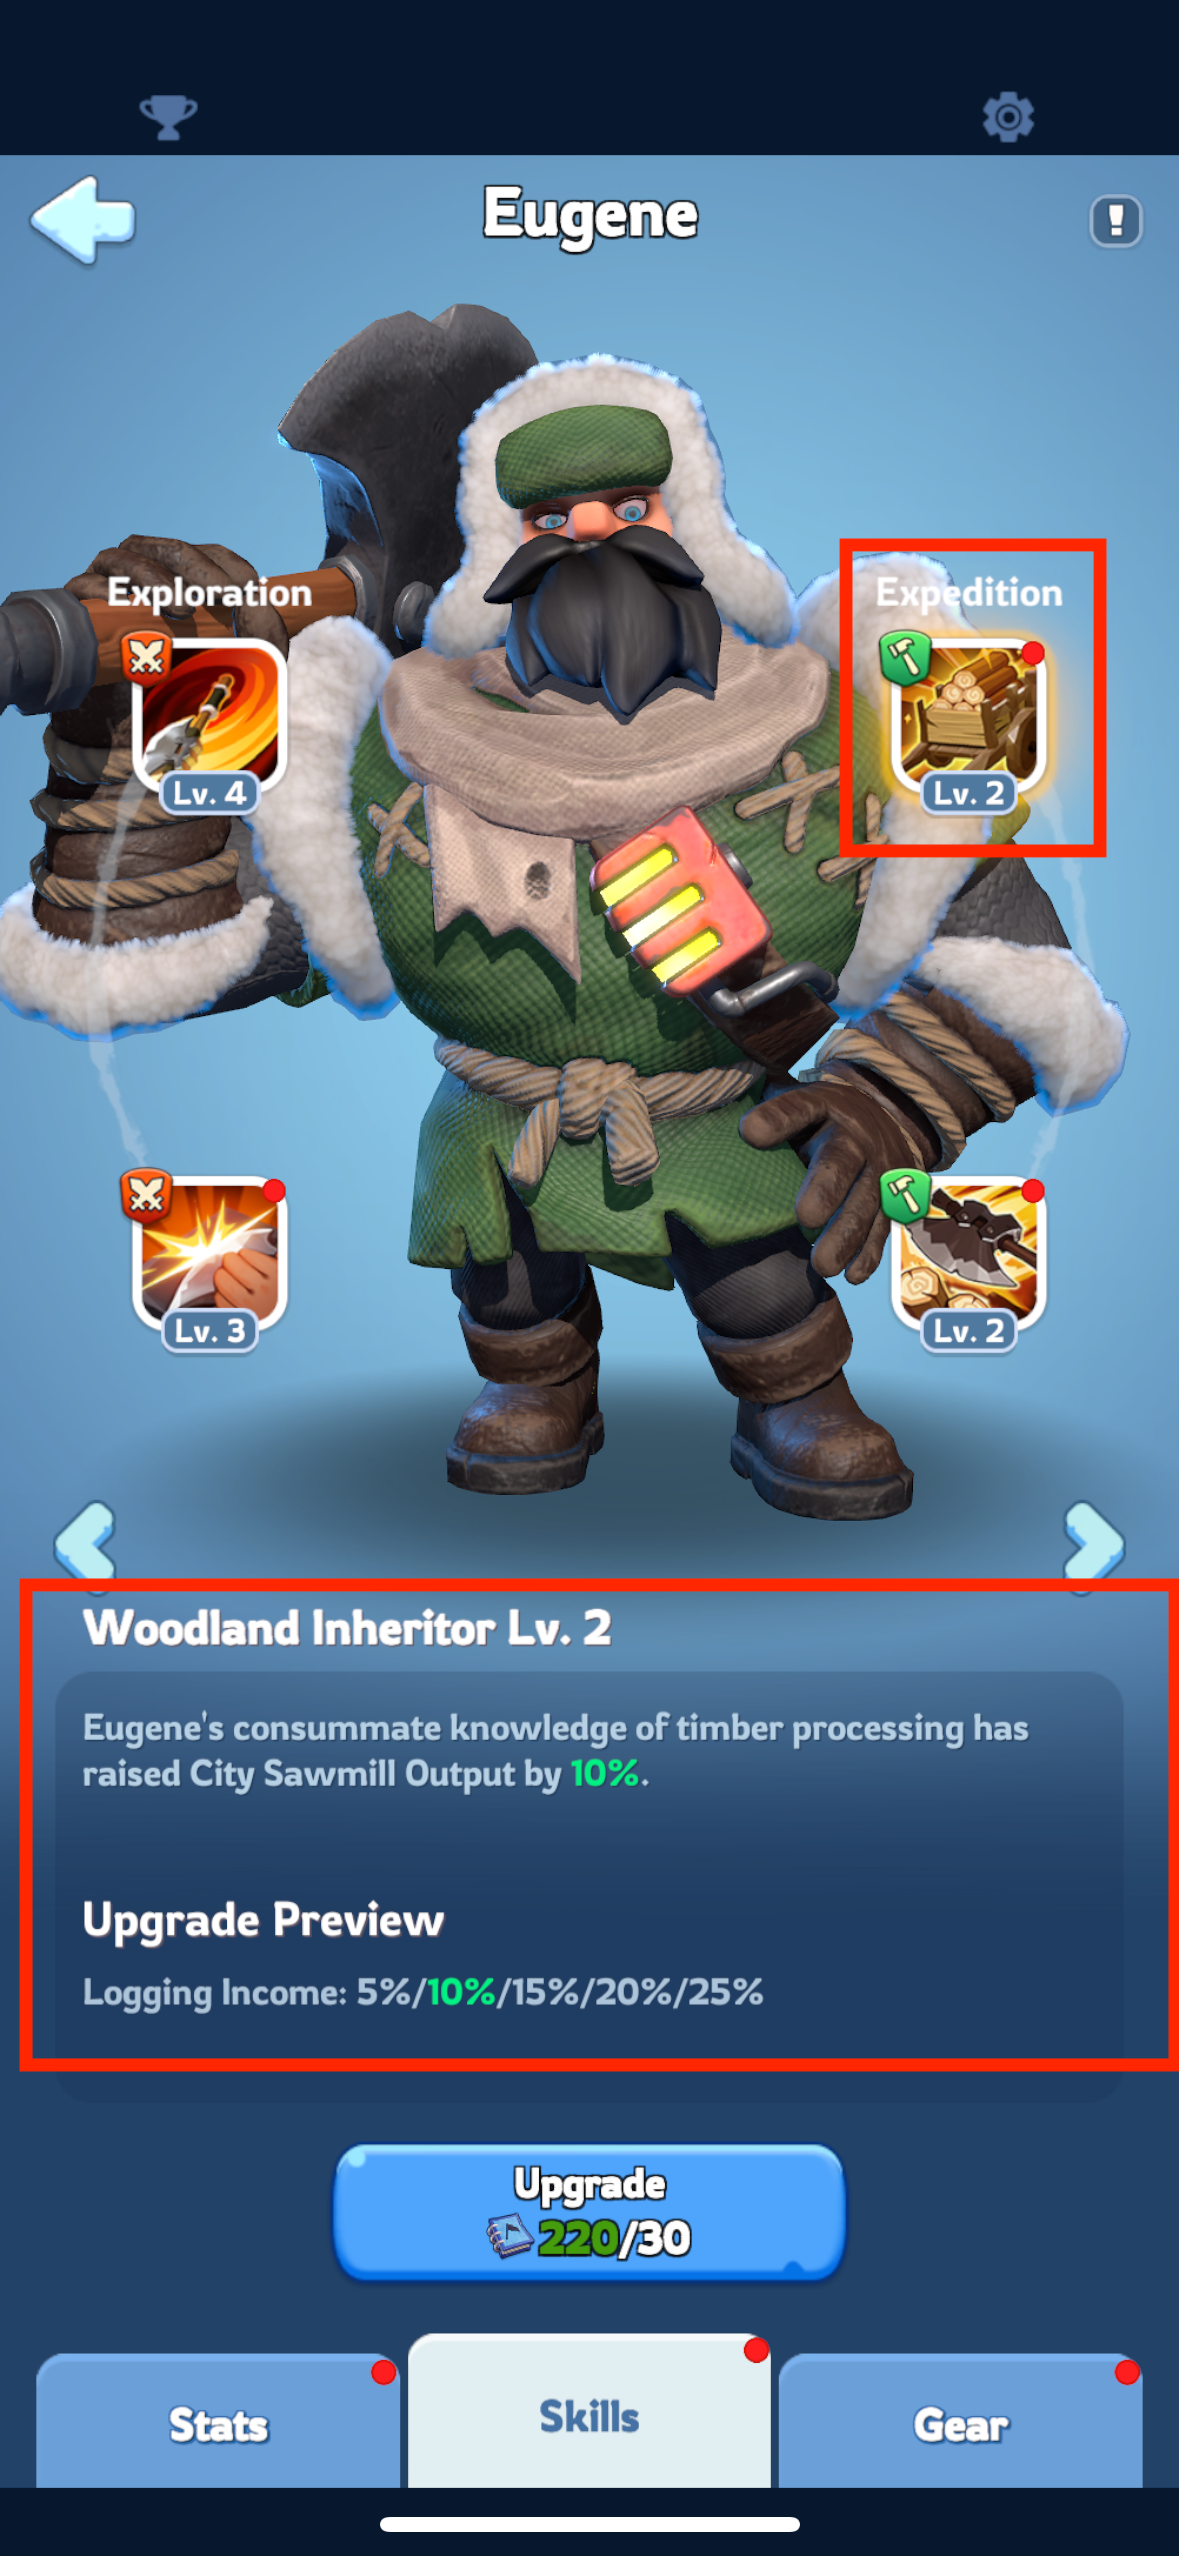 Eugene
Exploration
Expedition
Lv. 4
Lv. 2
Lv. 3
Lv. 2
Woodland Inheritor Lv. 2
Eugene's consummate knowledge of timber processing has
raised City Sawmill Output by 10%.
Upgrade Preview
Logging Income: 5%/10%/15%/20%/25%
Upgrade
220/30
Stats
Skills
Gear